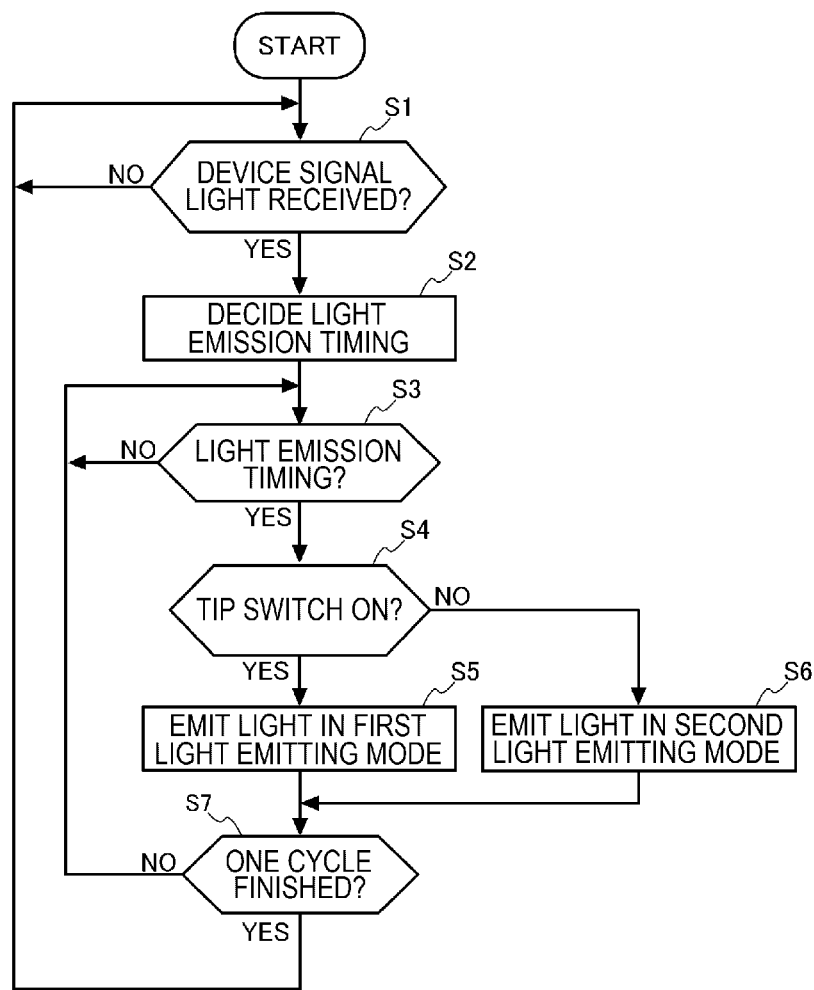 START
S1
DEVICE SIGNAL
LIGHT RECEIVED?
NO
YES
S2
DECIDE LIGHT
EMISSION TIMING
S3
LIGHT EMISSION
TIMING?
NO
YES
S4
TIP SWITCH ON?
NO
YES
S5
EMIT LIGHT IN FIRST
LIGHT EMITTING MODE
S6
EMIT LIGHT IN SECOND
LIGHT EMITTING MODE
S7
ONE CYCLE
FINISHED?
NO
YES